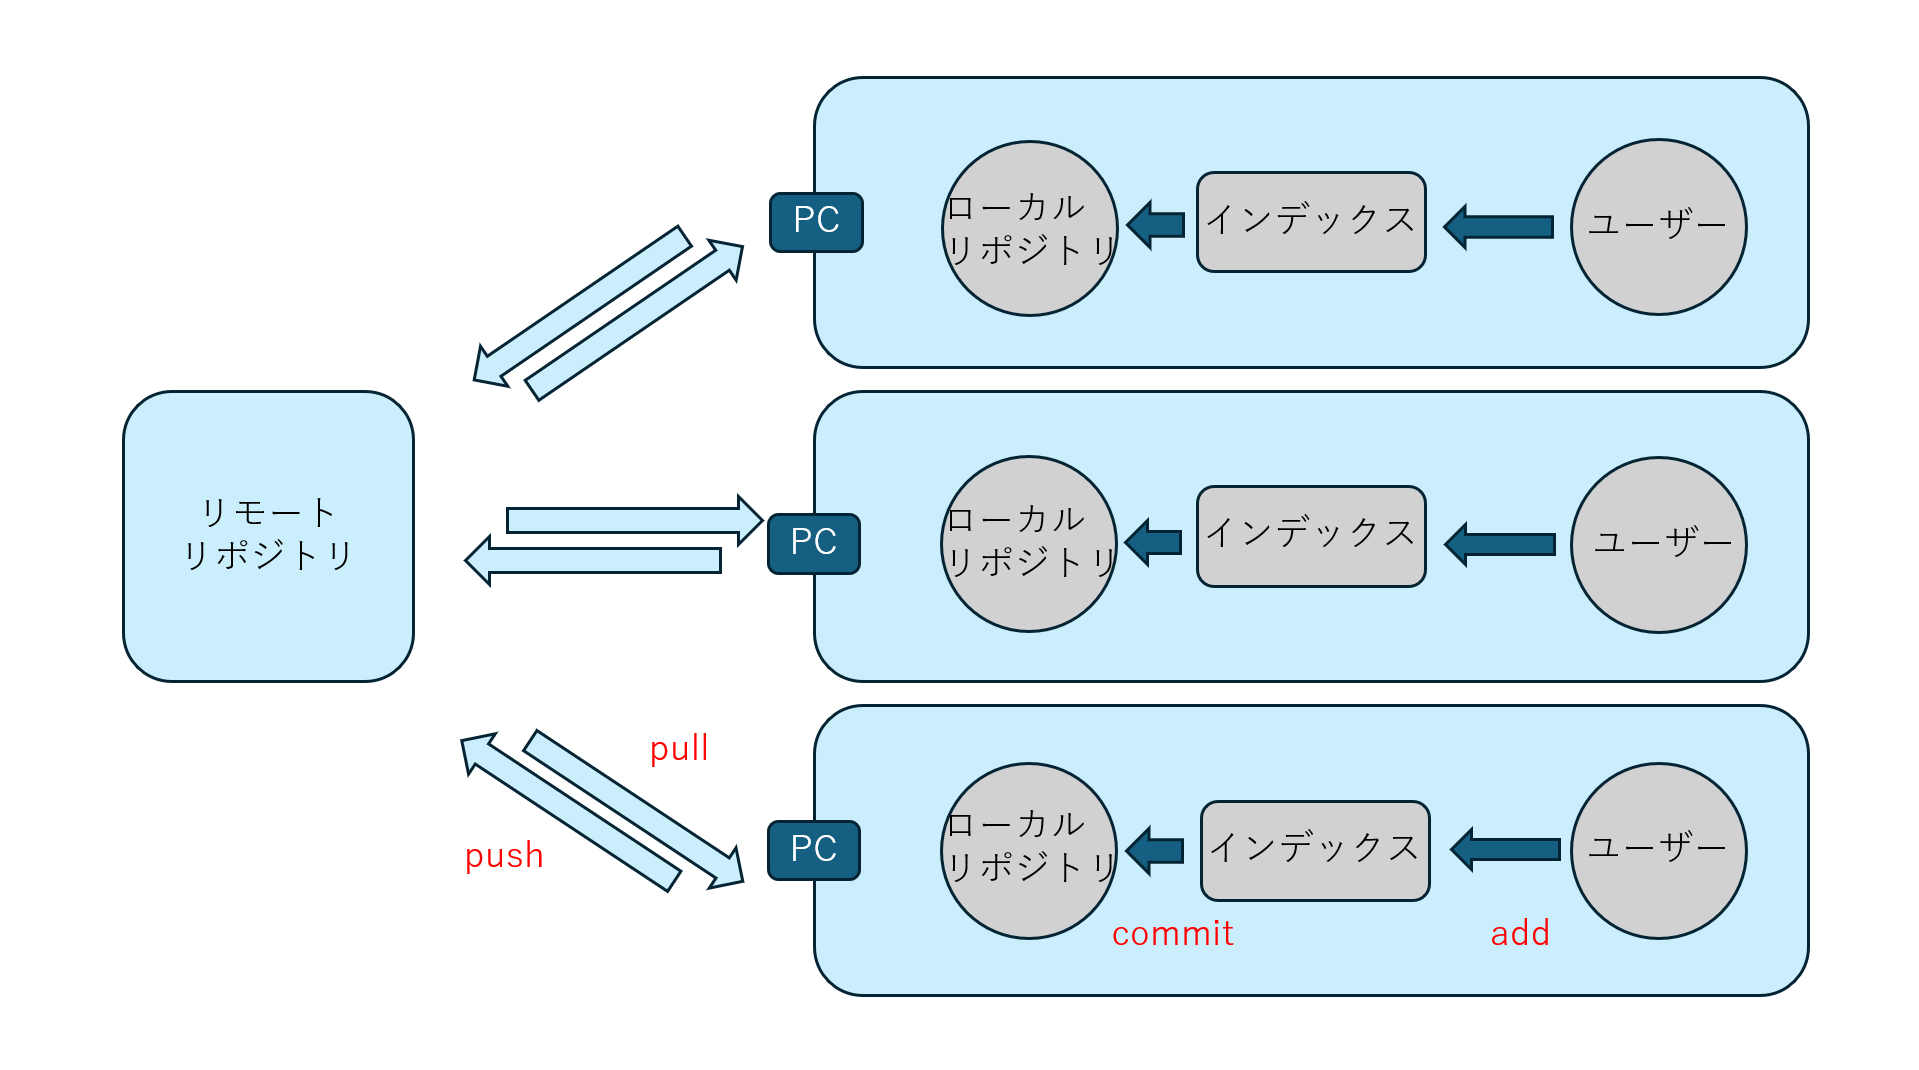 PC
ローカル
リポジトリ
インデックス
ユーザー
リモート
リポジトリ
PC
ローカル
リポジトリ
インデックス
ユーザー
pull
push
PC
ローカル
リポジトリ
インデックス
ユーザー
commit
add